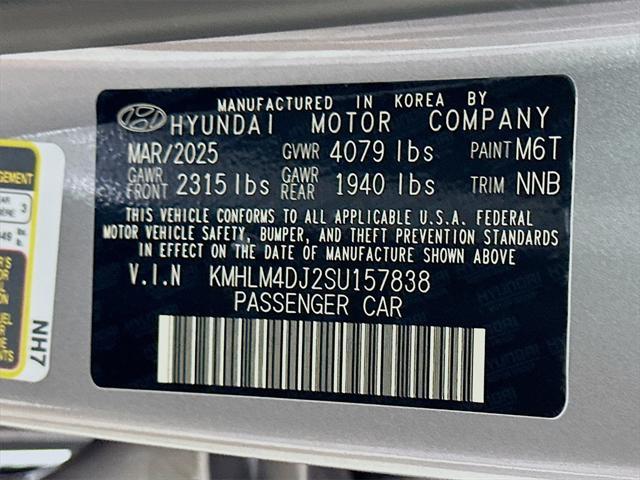 MANUFACTURED IN KOREA BY
HYUNDAI MOTOR COMPANY
MAR/2025 GVWR 4079 lbs PAINT M6T
GAWR FRONT 2315 lbs GAWR REAR 1940 lbs TRIM NNB
THIS VEHICLE CONFORMS TO ALL APPLICABLE U.S.A. FEDERAL
MOTOR VEHICLE SAFETY, BUMPER, AND THEFT PREVENTION STANDARDS
IN EFFECT ON THE DATE OF MANUFACTURE SHOWN ABOVE.
V.I.N KMHLM4DJ2SU157838
PASSENGER CAR
3
NH7